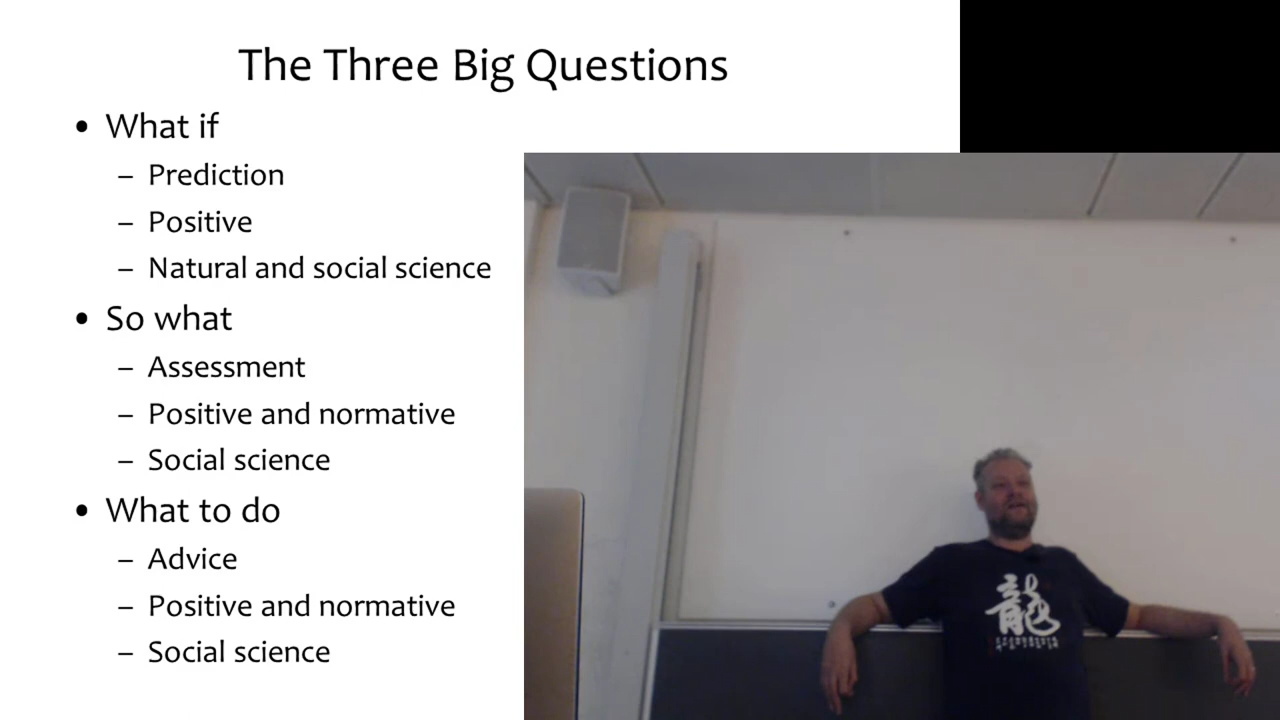 The Three Big Questions
• What if
– Prediction
– Positive
– Natural and social science
• So what
– Assessment
– Positive and normative
– Social science
• What to do
– Advice
– Positive and normative
– Social science
龍